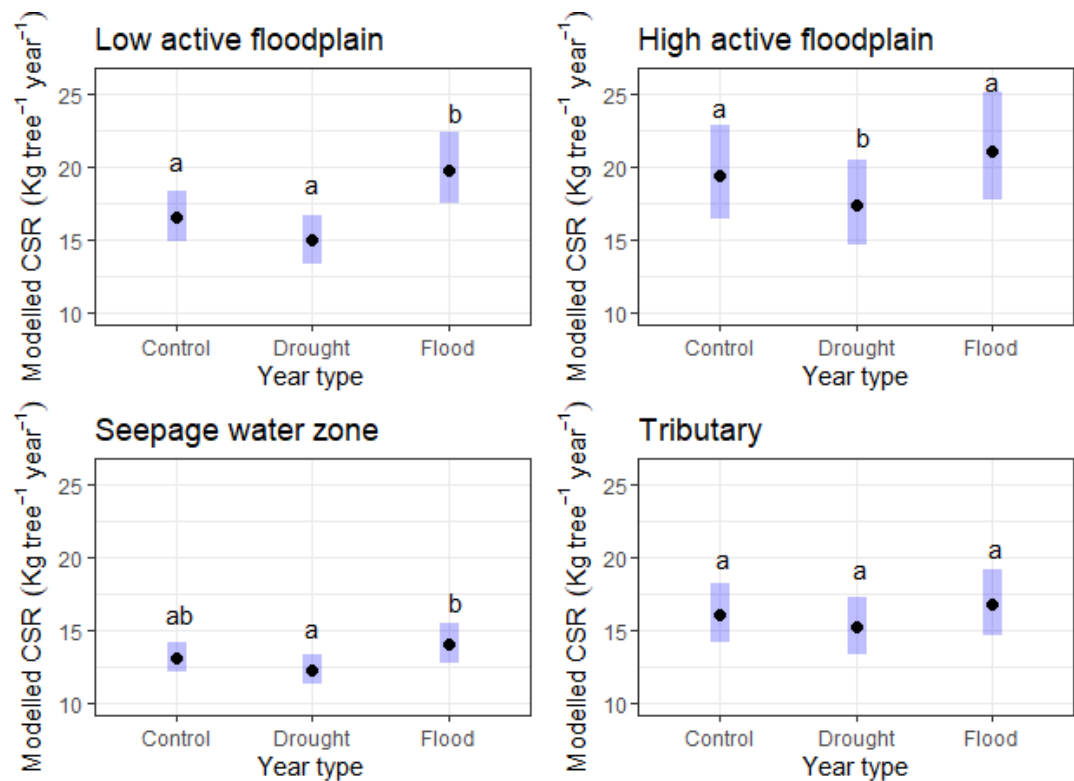 Low active floodplain
Modelled CSR (Kg tree⁻¹ year⁻¹)
25
20
15
10
a
a
b
Control Drought Flood
Year type
High active floodplain
Modelled CSR (Kg tree⁻¹ year⁻¹)
25
20
15
10
a
b
a
Control Drought Flood
Year type
Seepage water zone
Modelled CSR (Kg tree⁻¹ year⁻¹)
25
20
15
10
ab
a
b
Control Drought Flood
Year type
Tributary
Modelled CSR (Kg tree⁻¹ year⁻¹)
25
20
15
10
a
a
a
Control Drought Flood
Year type